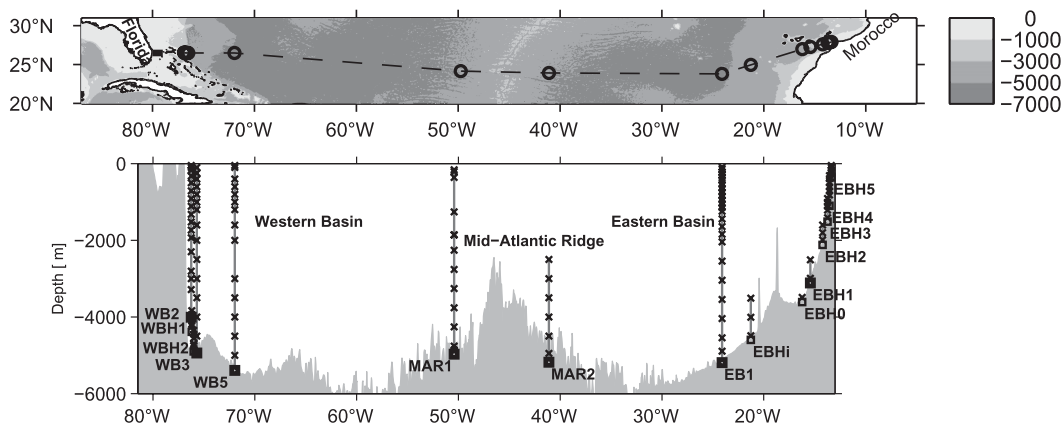 30°N
25°N
20°N
Florid
Morocco
0
−1000
−3000
−5000
−7000
80°W 70°W 60°W 50°W 40°W 30°W 20°W 10°W
0
−2000
−4000
−6000
Depth [ m]
Western Basin
Eastern Basin
Mid−Atlantic Ridge
EBH5
EBH4
EBH3
EBH2
EBH1
EBH0
EBHi
EB1
WB2
WBH1
WBH2
WB3
WB5
MAR1
MAR2
80°W 70°W 60°W 50°W 40°W 30°W 20°W